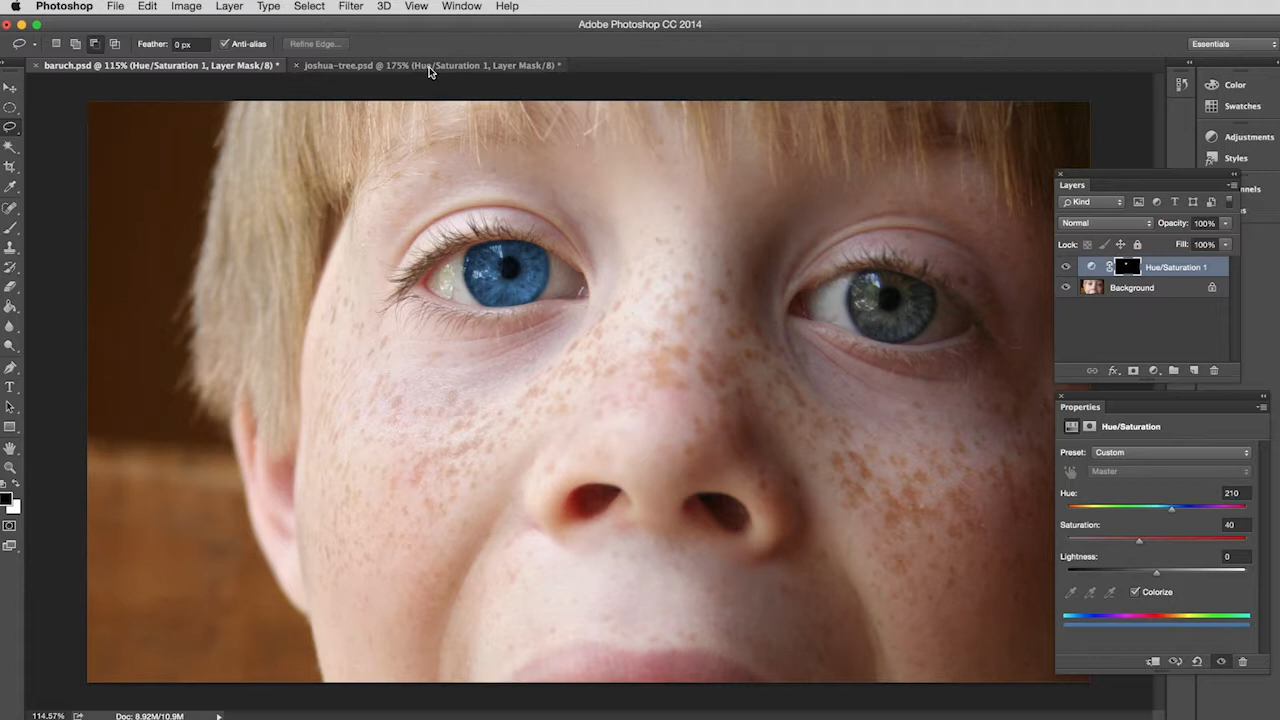 Photoshop File Edit Image Layer Type Select Filter 3D View Window Help
Adobe Photoshop CC 2014
Feather: 0 px Anti-alias Refine Edge... Essentials
baruch.psd @ 115% (Hue/Saturation 1, Layer Mask/8) * joshua-tree.psd @ 175% (Hue/Saturation 1, Layer Mask/8) *
Color
Swatches
Adjustments
Styles
nnels
Layers
Kind
Normal Opacity: 100%
Lock: Fill: 100%
Hue/Saturation 1
Background
Properties
Hue/Saturation
Preset: Custom
Master
Hue: 210
Saturation: 40
Lightness: 0
Colorize
114.57% Doc: 8.92M/10.9M